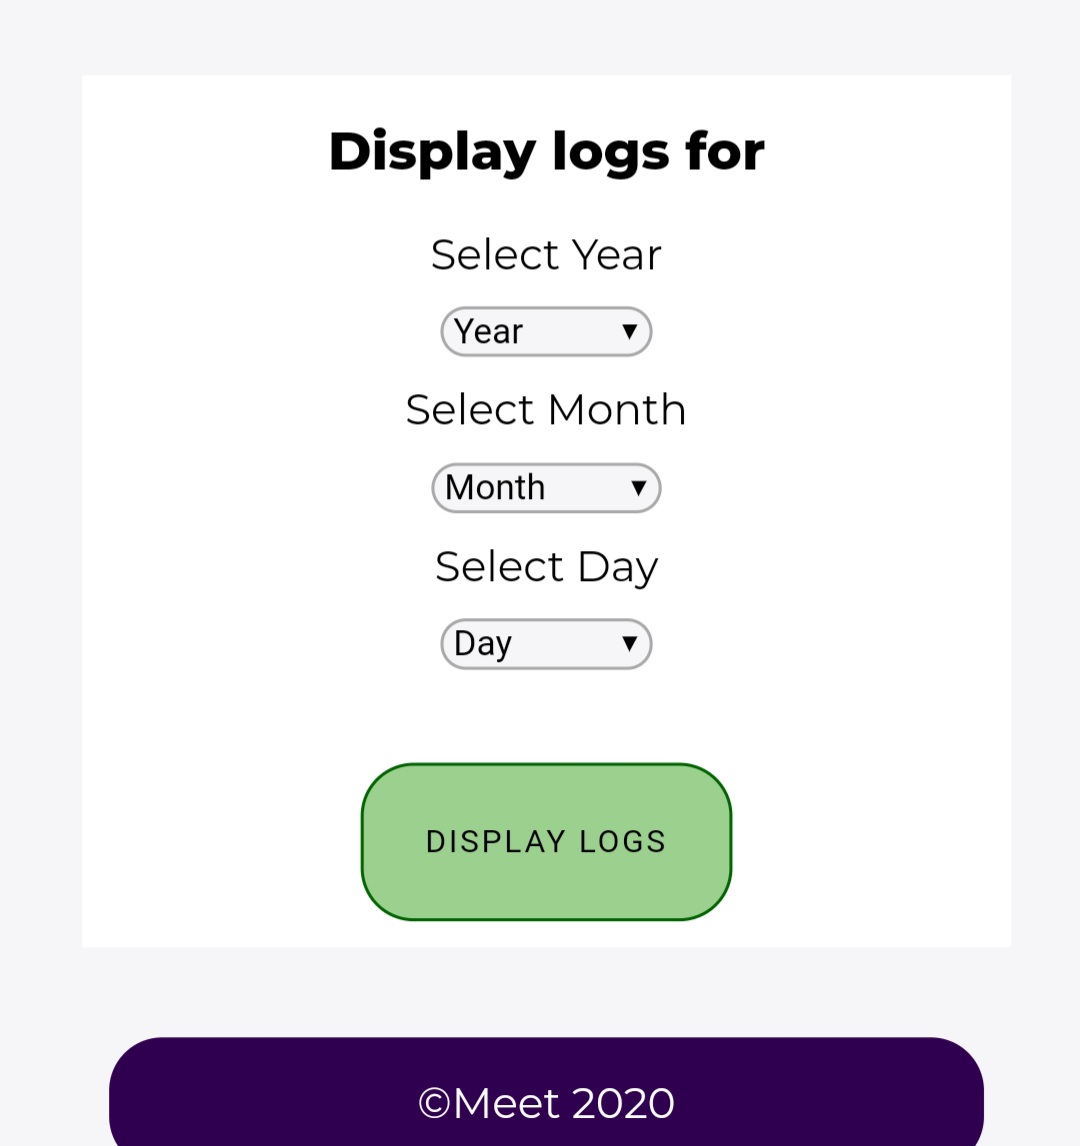 Display logs for
Select Year
Year
Select Month
Month
Select Day
Day
DISPLAY LOGS
©Meet 2020